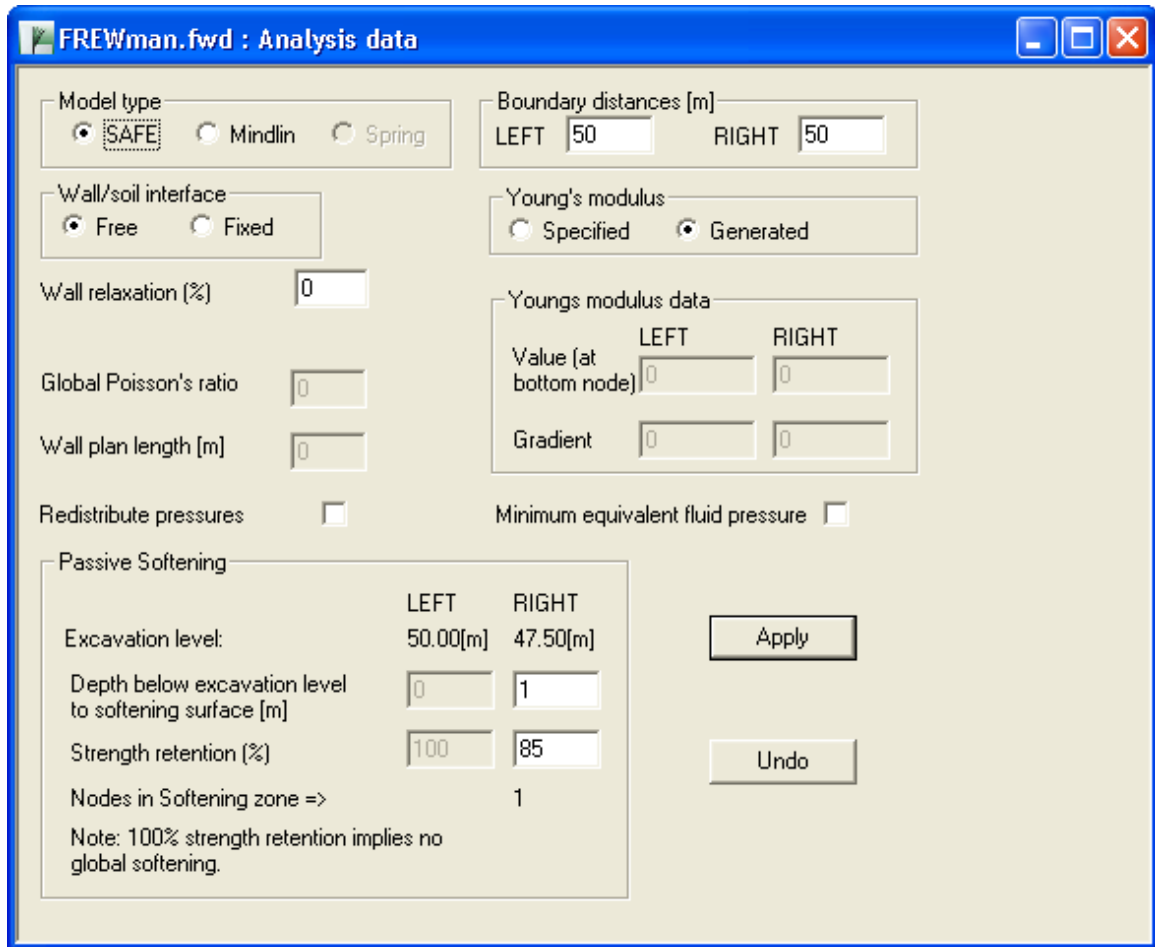 FREWman.fwd : Analysis data
Model type
SAFE Mindlin Spring
Boundary distances [m]
LEFT 50 RIGHT 50
Wall/soil interface
Free Fixed
Young's modulus
Specified Generated
Wall relaxation (%) 0
Youngs modulus data
LEFT RIGHT
Value (at
bottom node) 0 0
Gradient 0 0
Global Poisson's ratio 0
Wall plan length [m] 0
Redistribute pressures
Minimum equivalent fluid pressure
Passive Softening
LEFT RIGHT
Excavation level: 50.00[m] 47.50[m]
Depth below excavation level
to softening surface [m] 0 1
Strength retention (%) 100 85
Nodes in Softening zone => 1
Note: 100% strength retention implies no
global softening.
Apply
Undo